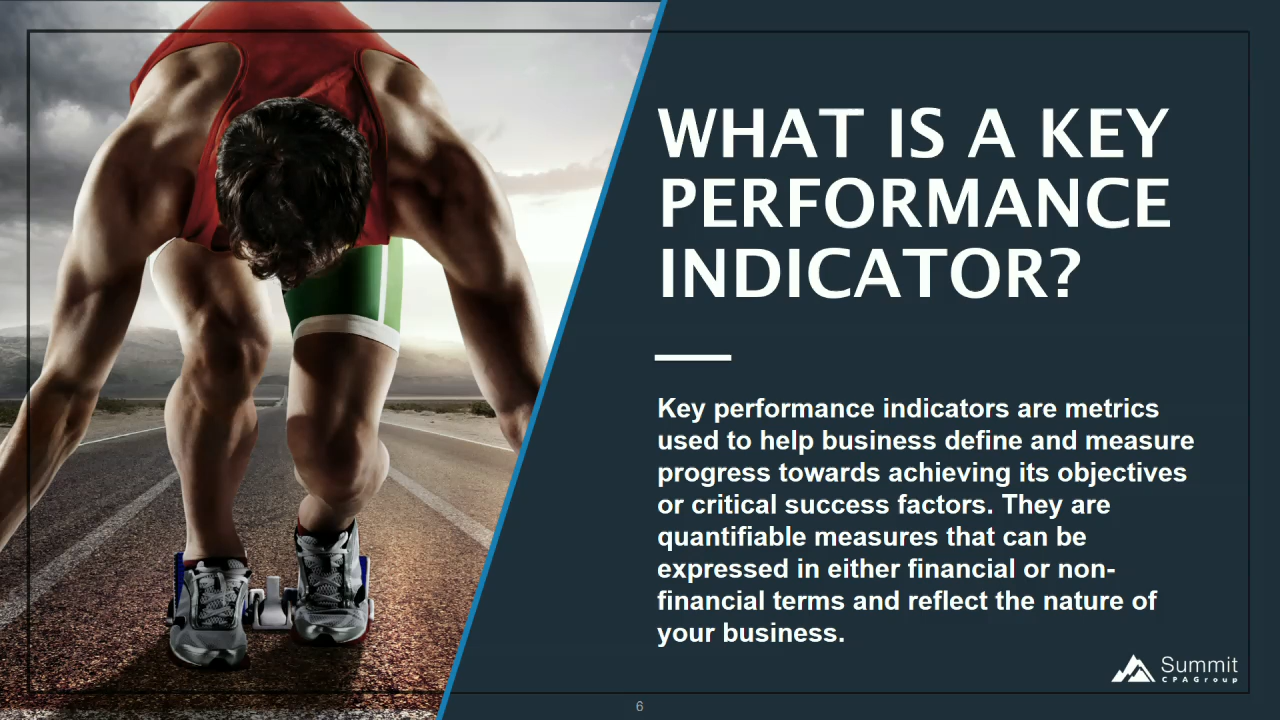 WHAT IS A KEY
PERFORMANCE
INDICATOR?
Key performance indicators are metrics
used to help business define and measure
progress towards achieving its objectives
or critical success factors. They are
quantifiable measures that can be
expressed in either financial or non-
financial terms and reflect the nature of
your business.
Summit
CPAGroup
6